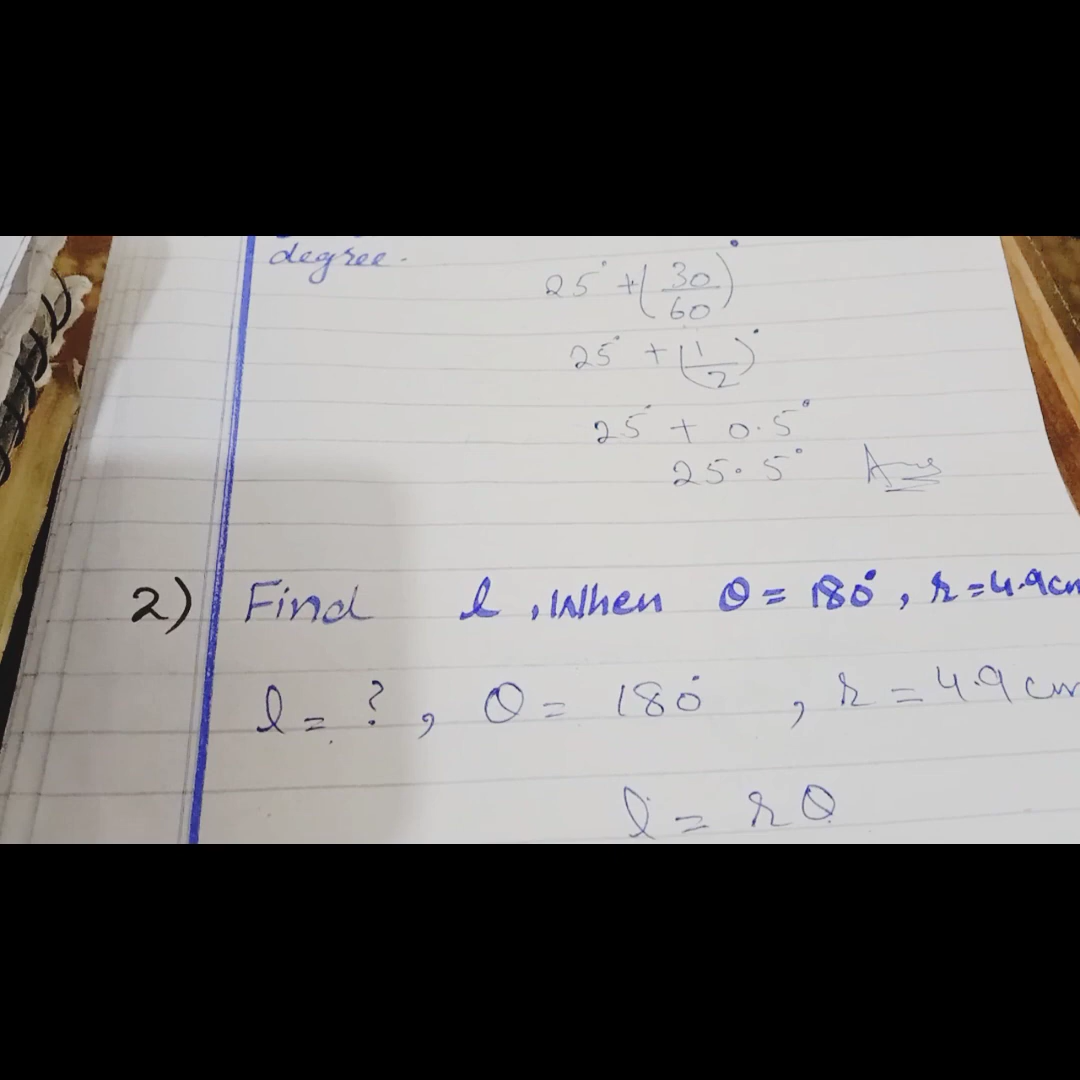 degree.
25° + (30/60)°
25° + (1/2)°
25° + 0.5°
25.5° Ans
2) Find l, When θ = 180°, r = 4.9cm
l = ?, θ = 180°, r = 4.9 cm
l = rθ